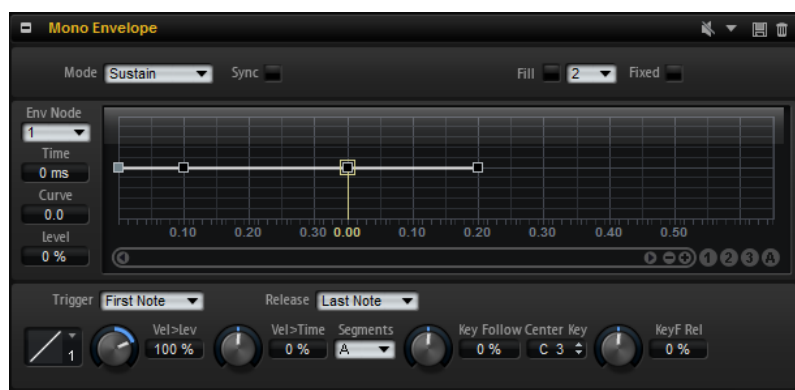 Mono Envelope
Mode Sustain Sync Fill 2 Fixed
Env Node
1
Time
0 ms
Curve
0.0
Level
0 %
0.10 0.20 0.30 0.00 0.10 0.20 0.30 0.40 0.50
1 2 3 A
Trigger First Note Release Last Note
Vel>Lev Vel>Time Segments Key Follow Center Key KeyF Rel
1 100 % 0 % A 0 % C 3 0 %